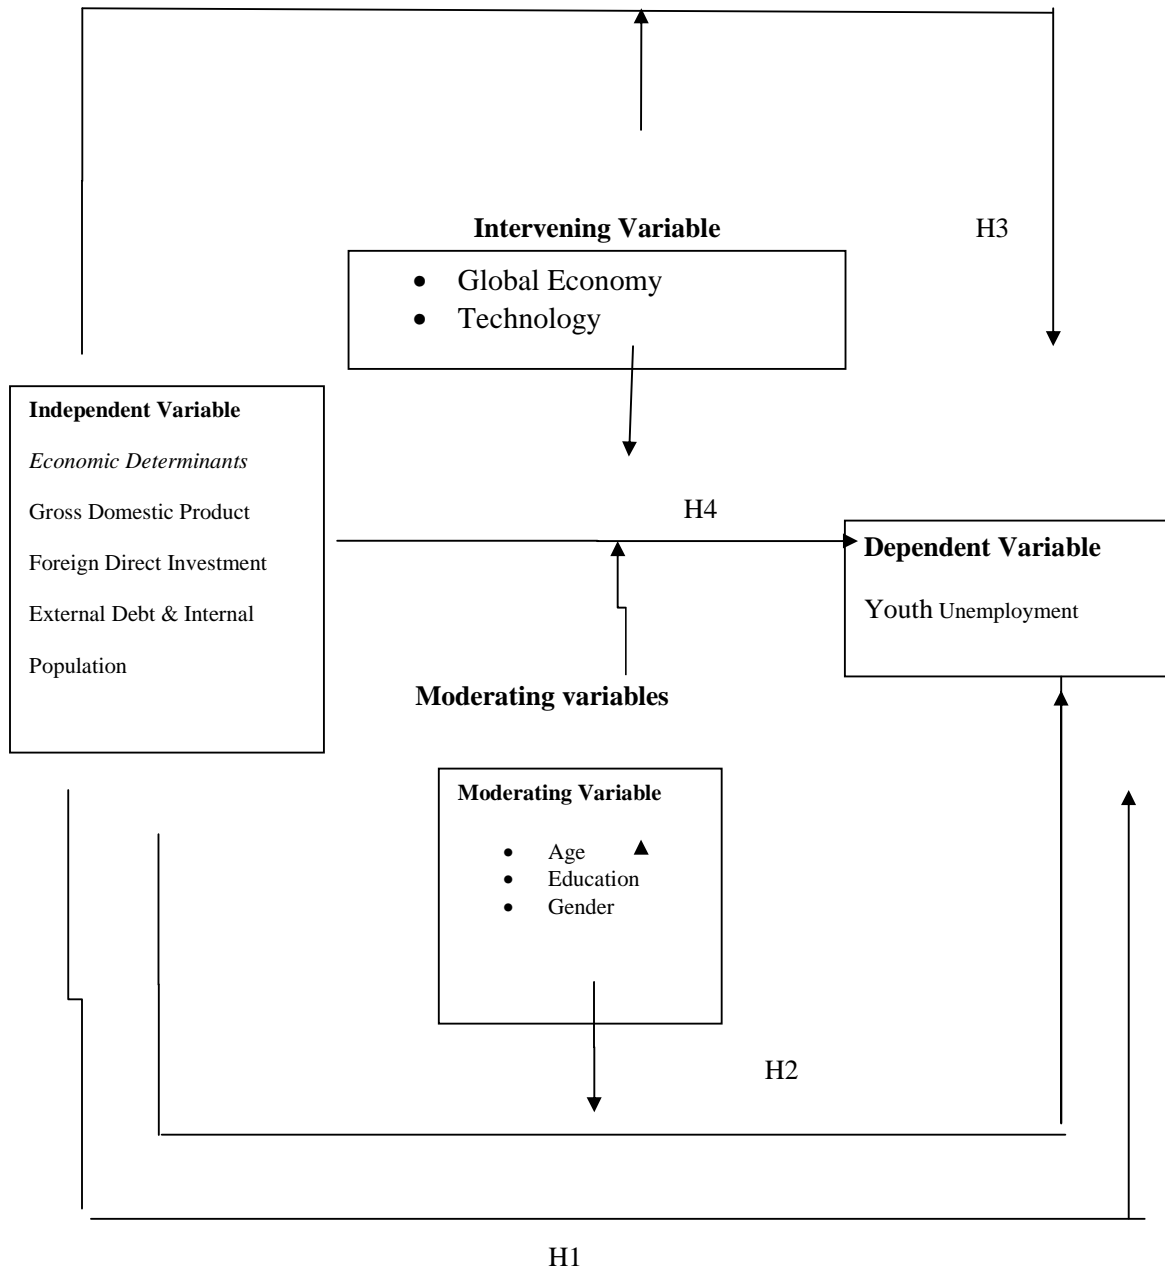 Intervening Variable
H3
• Global Economy
• Technology
Independent Variable
Economic Determinants
Gross Domestic Product
Foreign Direct Investment
External Debt & Internal
Population
H4
Dependent Variable
Youth Unemployment
Moderating variables
Moderating Variable
• Age
• Education
• Gender
H2
H1